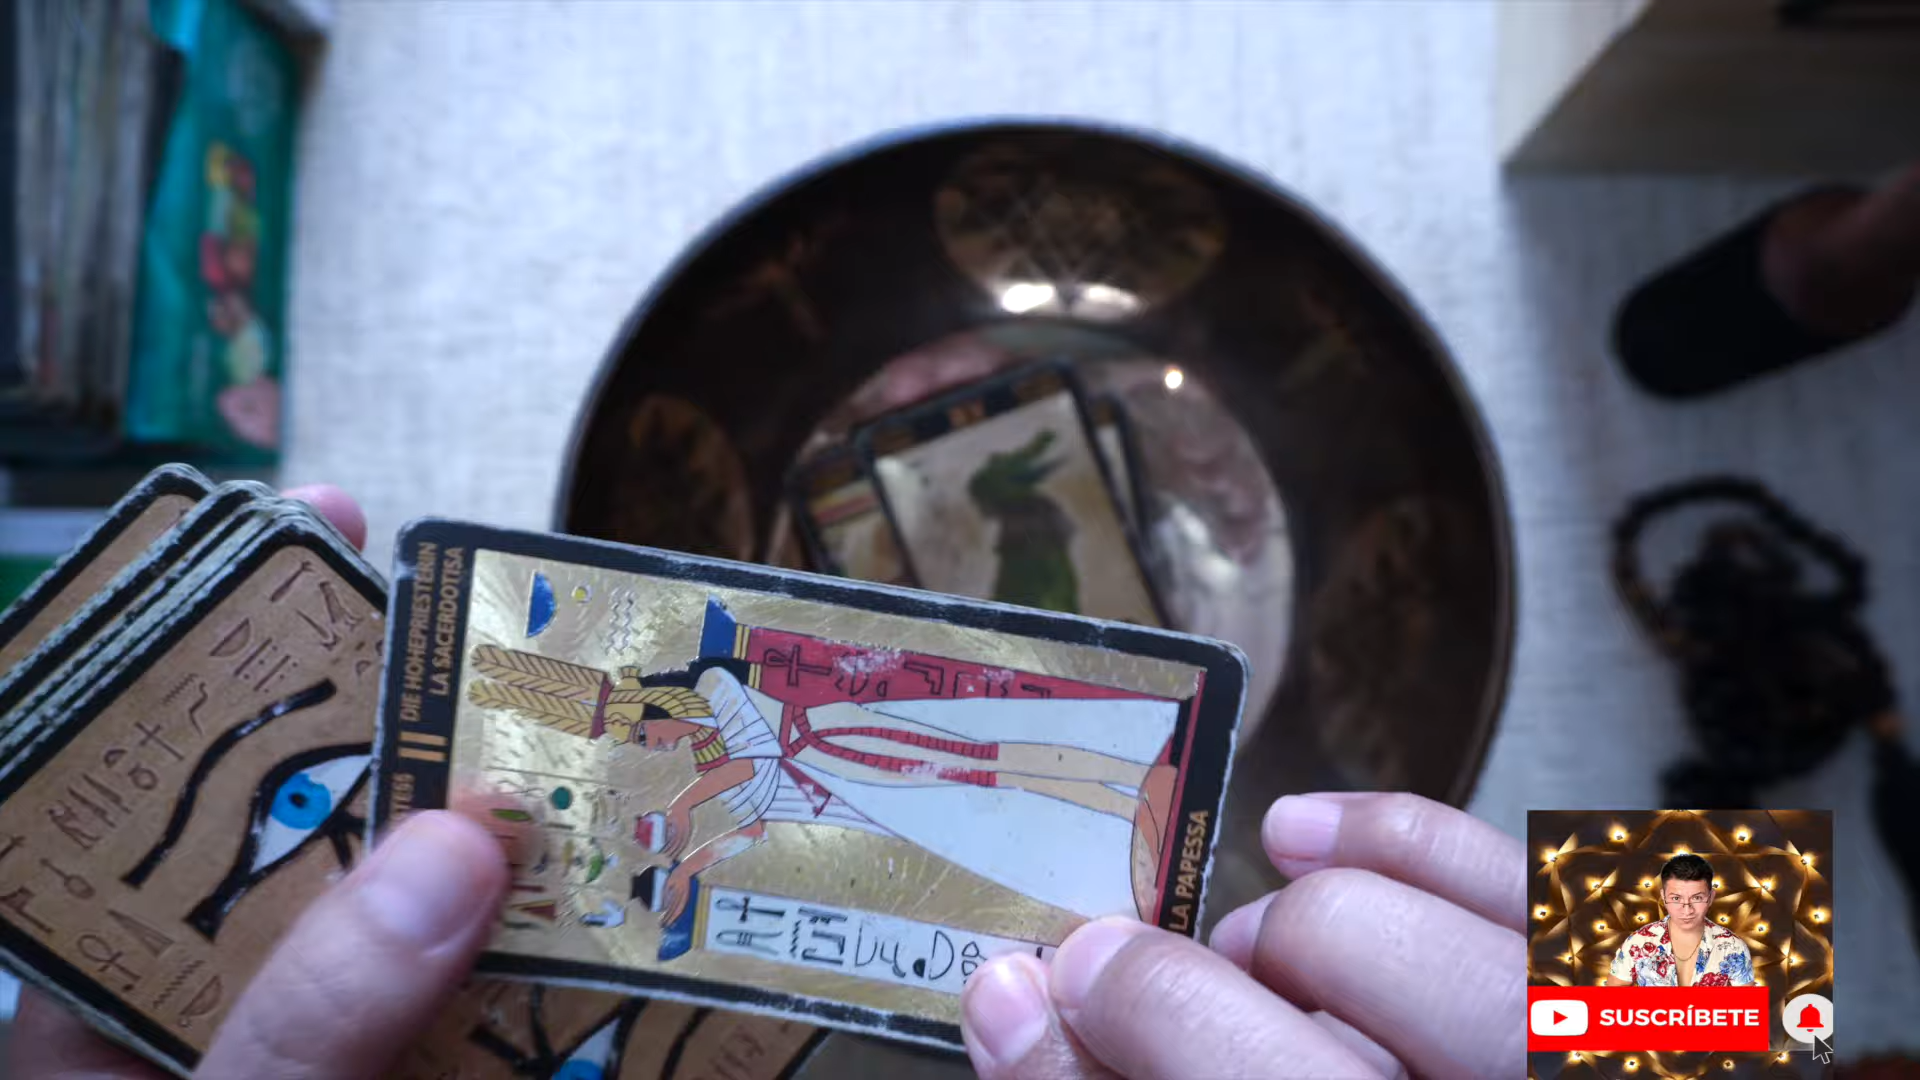 DIE HOHEPRIESTERIN
LA SACERDOTISA
II
LA PAPESSA
SUSCRÍBETE